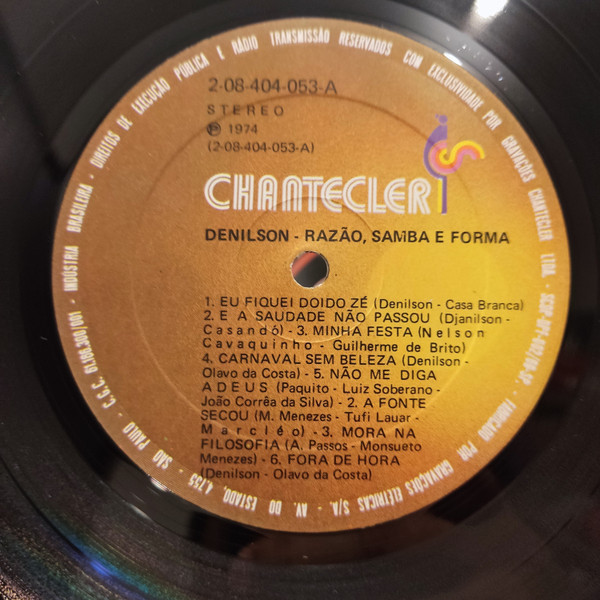 DIREITOS DE EXECUÇÃO PÚBLICA E RÁDIO TRANSMISSÃO RESERVADOS COM EXCLUSIVIDADE POR GRAVAÇÕES CHANTECLER LTDA.
2-08-404-053-A
STEREO
Ⓟ 1974
(2-08-404-053-A)
CHANTECLER
DENILSON - RAZÃO, SAMBA E FORMA
1. EU FIQUEI DOIDO ZÉ (Denilson - Casa Branca)
2. E A SAUDADE NÃO PASSOU (Djanilson -
Casandó) - 3. MINHA FESTA (Nelson
Cavaquinho - Guilherme de Brito)
4. CARNAVAL SEM BELEZA (Denilson -
Olavo da Costa) - 5. NÃO ME DIGA
ADEUS (Paquito - Luiz Soberano -
João Corrêa da Silva) - 2. A FONTE
SECOU (M. Menezes - Tufi Lauar -
Marcléo) - 3. MORA NA
FILOSOFIA (A. Passos - Monsueto
Menezes) - 6. FORA DE HORA
(Denilson - Olavo da Costa)
FABRICADO POR GRAVAÇÕES ELÉTRICAS S/A. - AV. DO ESTADO, 4.755 - SÃO PAULO - C.G.C. 61.186.300/001 - INDÚSTRIA BRASILEIRA -